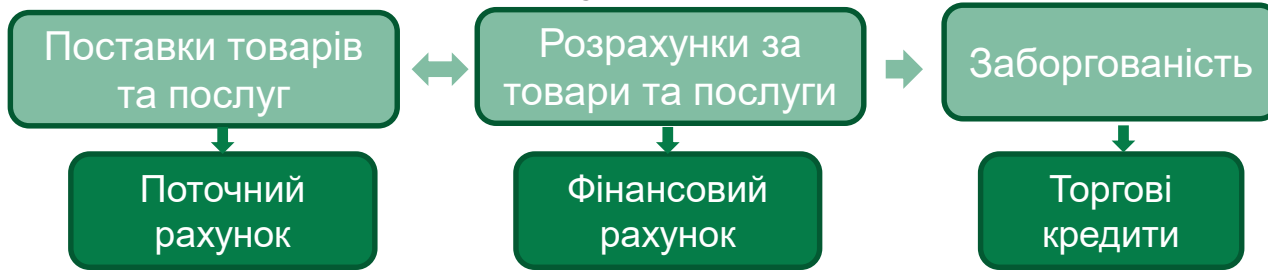 Поставки товарів
та послуг
Розрахунки за
товари та послуги
Заборгованість
Поточний
рахунок
Фінансовий
рахунок
Торгові
кредити